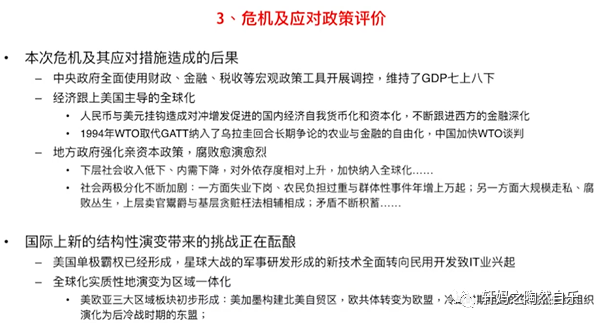 3、危机及应对政策评价
• 本次危机及其应对措施造成的后果
– 中央政府全面使用财政、金融、税收等宏观政策工具开展调控，维持了GDP七上八下
– 经济跟上美国主导的全球化
• 人民币与美元挂钩造成对冲增发促进的国内经济自我货币化和资本化，不断跟进西方的金融深化
• 1994年WTO取代GATT纳入了乌拉圭回合长期争论的农业与金融的自由化，中国加快WTO谈判
– 地方政府强化亲资本政策，腐败愈演愈烈
• 下层社会收入低下、内需下降，对外依存度相对上升，加快纳入全球化……
• 社会两极分化不断加剧：一方面失业下岗、农民负担过重与群体性事件年增上万起；另一方面大规模走私、腐
败丛生，上层卖官鬻爵与基层贪赃枉法相辅相成；矛盾不断积蓄……
• 国际上新的结构性演变带来的挑战正在酝酿
– 美国单极霸权已经形成，星球大战的军事研发形成的新技术全面转向民用开发致IT业兴起
– 全球化实质性地演变为区域一体化
• 美欧亚三大区域板块初步形成：美加墨构建北美自贸区，欧共体转变为欧盟，冷 组织
演化为后冷战时期的东盟；
轩妈之陶然自乐